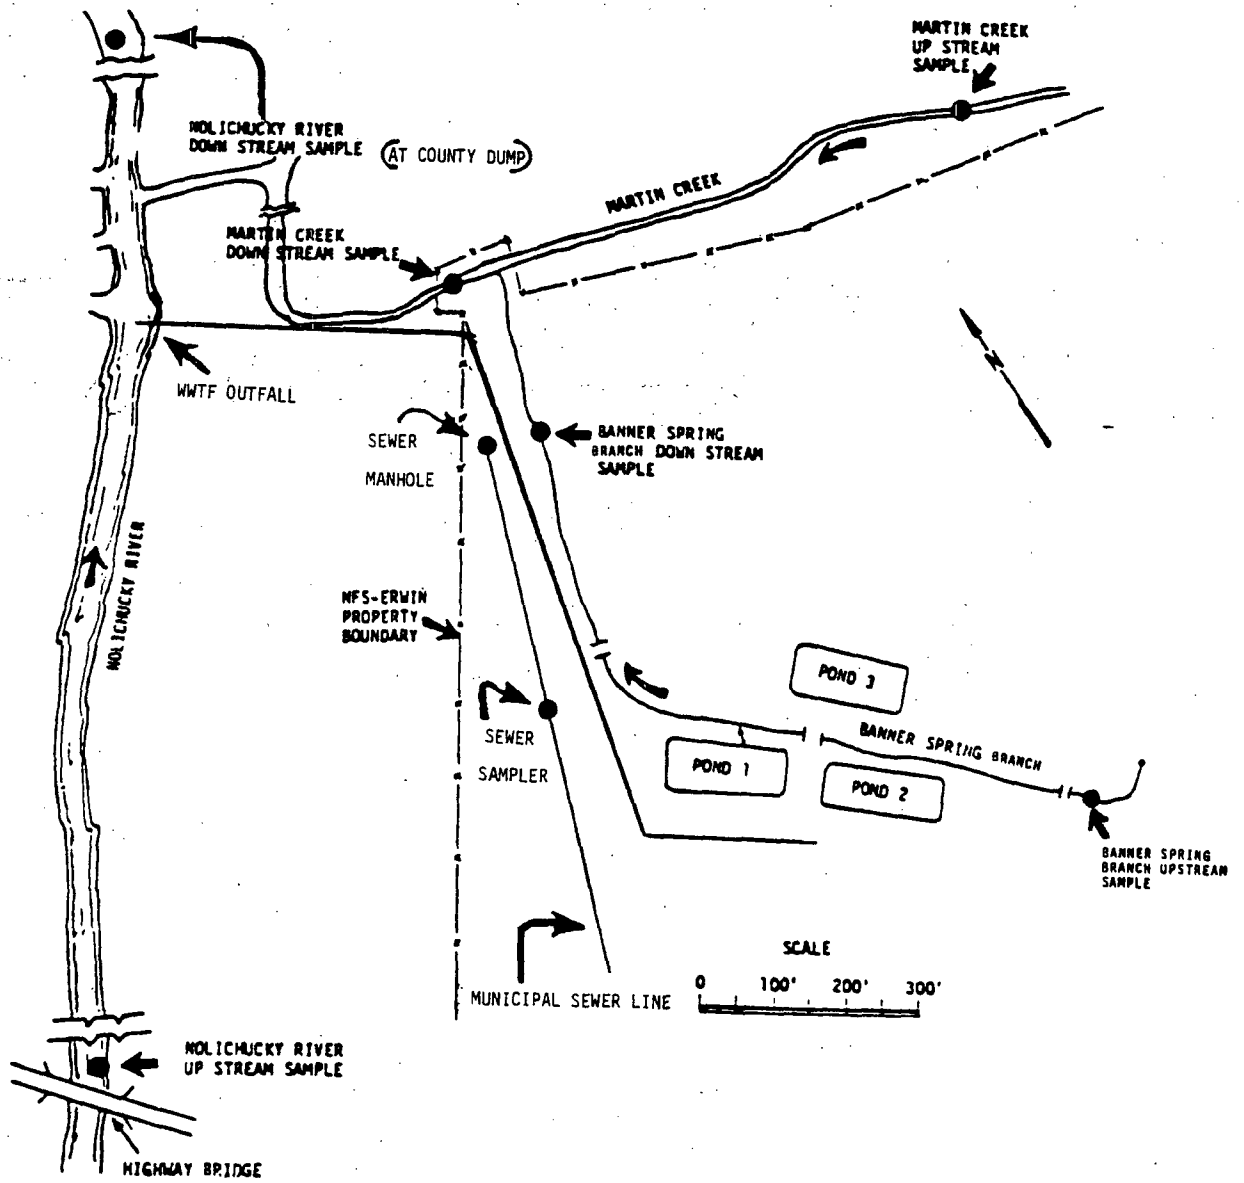 MARTIN CREEK
UP STREAM
SAMPLE
NOLICHUCKY RIVER
DOWN STREAM SAMPLE
(AT COUNTY DUMP)
MARTIN CREEK
MARTIN CREEK
DOWN STREAM SAMPLE
N
WWTF OUTFALL
SEWER
MANHOLE
BANNER SPRING
BRANCH DOWN STREAM
SAMPLE
NOLICHUCKY RIVER
NFS-ERWIN
PROPERTY
BOUNDARY
POND 3
SEWER
SAMPLER
POND 1
BANNER SPRING BRANCH
POND 2
BANNER SPRING
BRANCH UPSTREAM
SAMPLE
SCALE
0 100' 200' 300'
MUNICIPAL SEWER LINE
NOLICHUCKY RIVER
UP STREAM SAMPLE
HIGHWAY BRIDGE